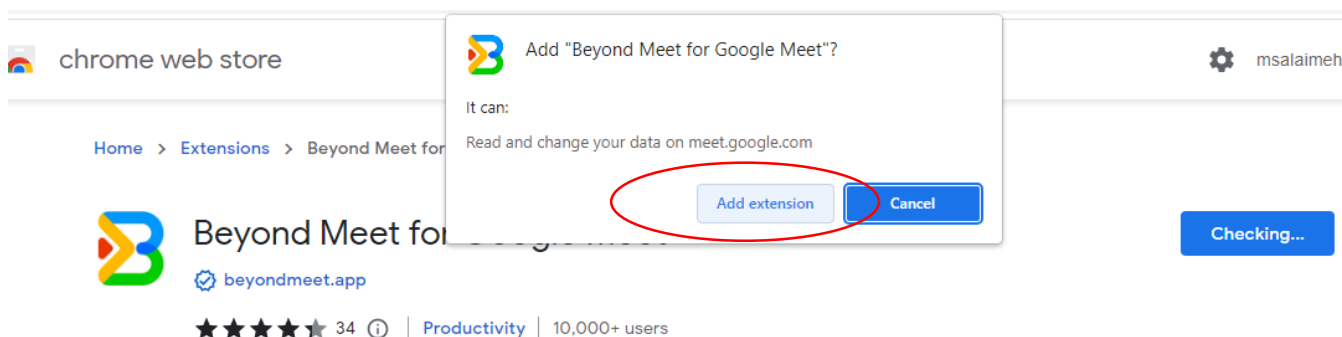 Add "Beyond Meet for Google Meet"?
chrome web store
msalaimeh
It can:
Read and change your data on meet.google.com
Home > Extensions > Beyond Meet for
Add extension
Cancel
Beyond Meet for Google Meet
Checking...
beyondmeet.app
34
Productivity
10,000+ users